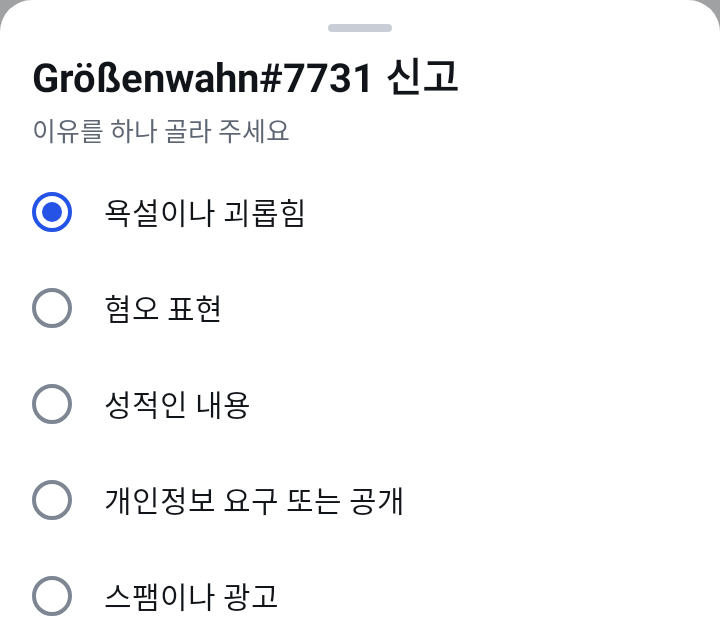 Größenwahn#7731 신고
이유를 하나 골라 주세요
욕설이나 괴롭힘
혐오 표현
성적인 내용
개인정보 요구 또는 공개
스팸이나 광고